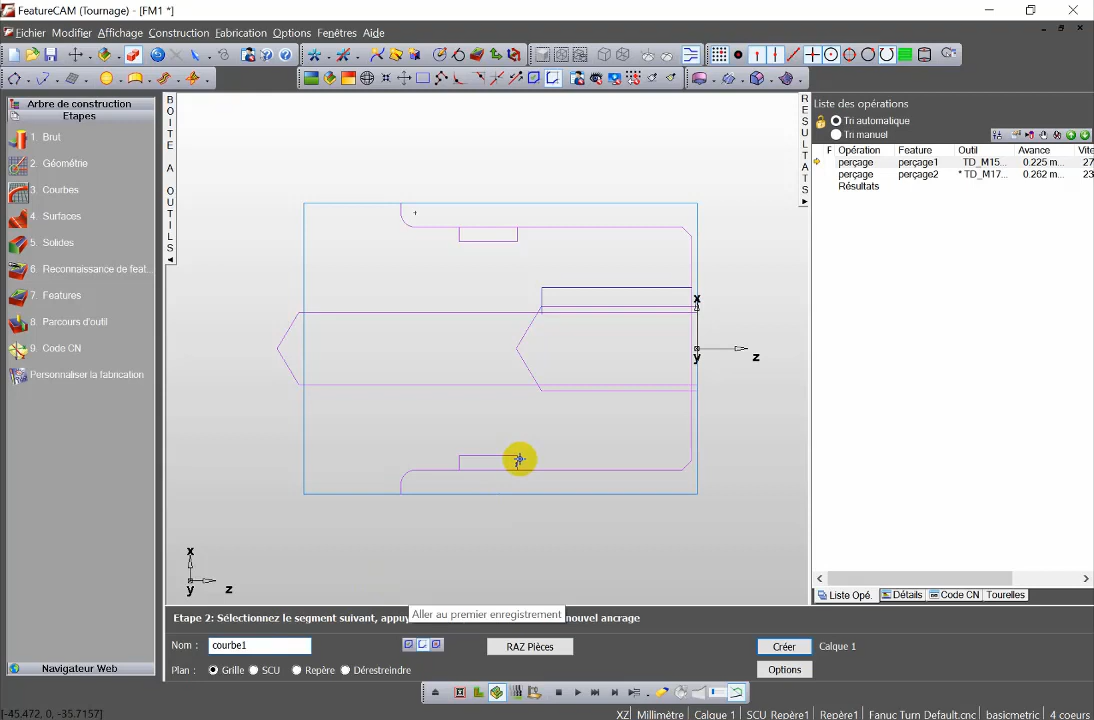 FeatureCAM (Tournage) - [FM1 *]
Fichier Modifier Affichage Construction Fabrication Options Fenêtres Aide
Arbre de construction
Etapes
1. Brut
2. Géométrie
3. Courbes
4. Surfaces
5. Solides
6. Reconnaissance de feat...
7. Features
8. Parcours d'outil
9. Code CN
Personnaliser la fabrication
Navigateur Web
BOITE A OUTILS
x
z
y
x
y
z
RESULTATS
Liste des opérations
Tri automatique
Tri manuel
F Opération Feature Outil Avance Vite
perçage perçage1 TD_M15... 0.225 m... 27
perçage perçage2 * TD_M17... 0.262 m... 23
Résultats
Liste Opé. Détails Code CN Tourelles
Aller au premier enregistrement
Etape 2: Sélectionnez le segment suivant, appuy nouvel ancrage
Nom : courbe1 RAZ Pièces Créer Calque 1
Plan : Grille SCU Repère Dérestreindre Options
[-45.472, 0, -35.7157] XZ Millimètre Calque 1 SCU Repère1 Repère1 Fanuc Turn Default.cnc basicmetric 4 coeurs